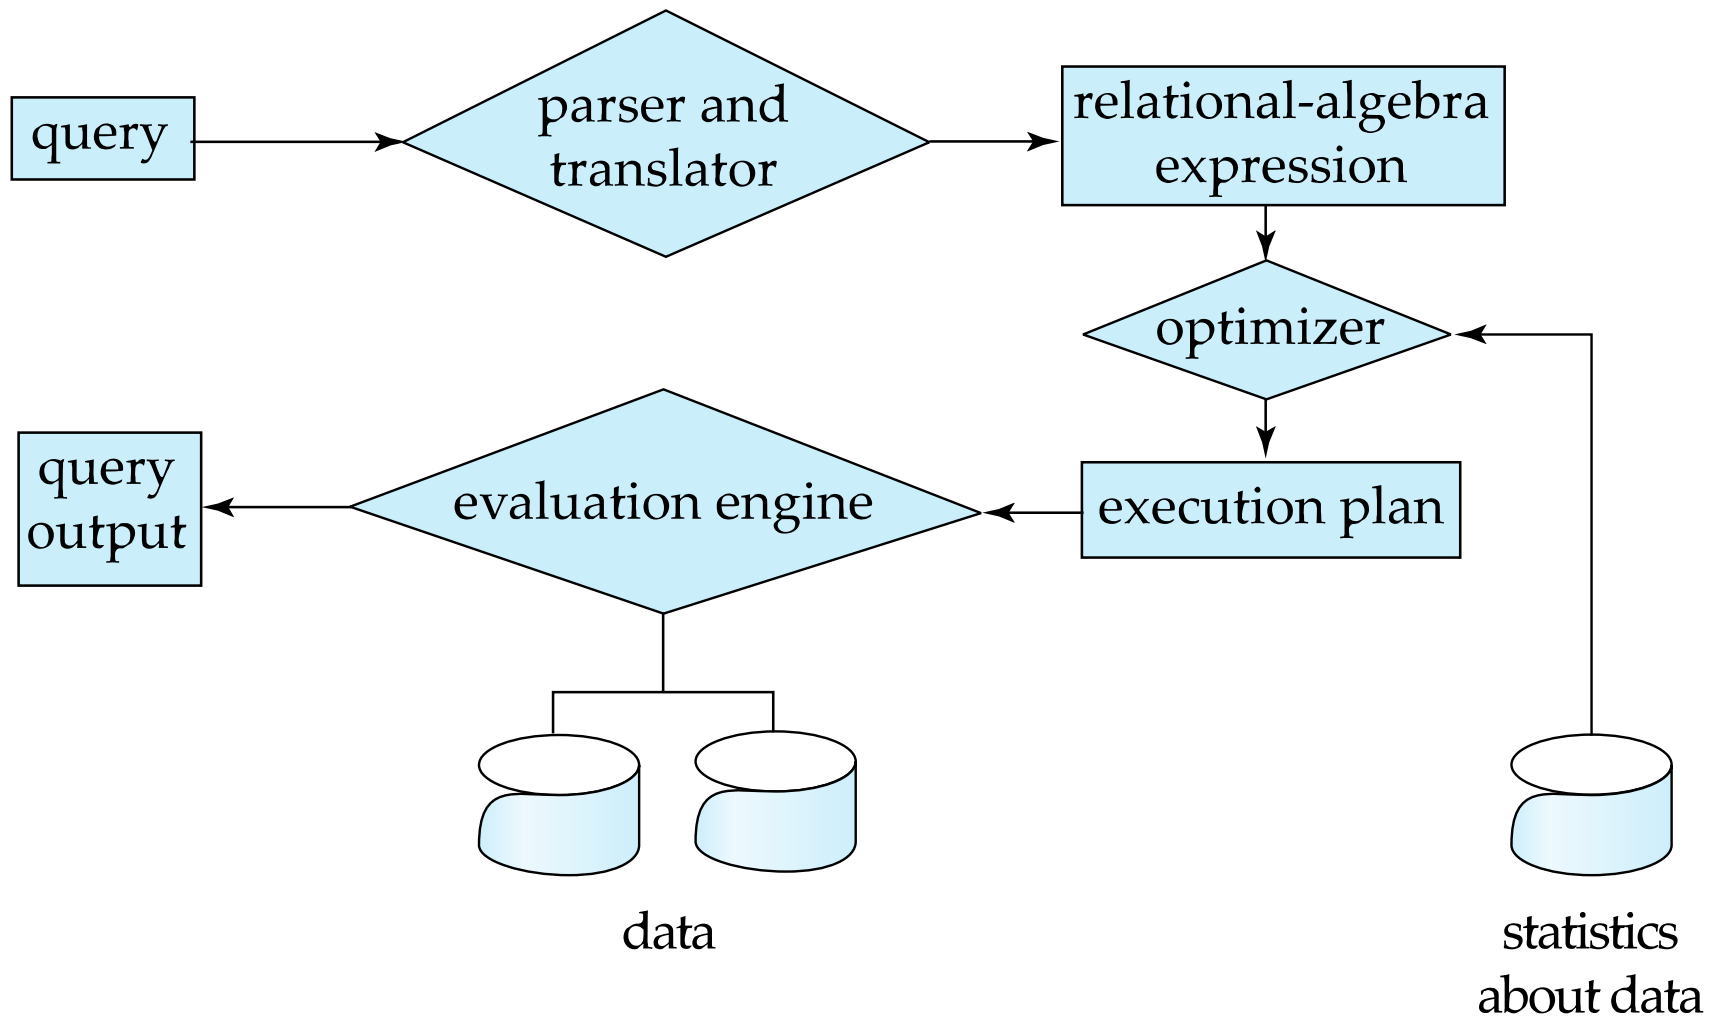 query
parser and
translator
relational-algebra
expression
optimizer
query
output
evaluation engine
execution plan
data
statistics
about data